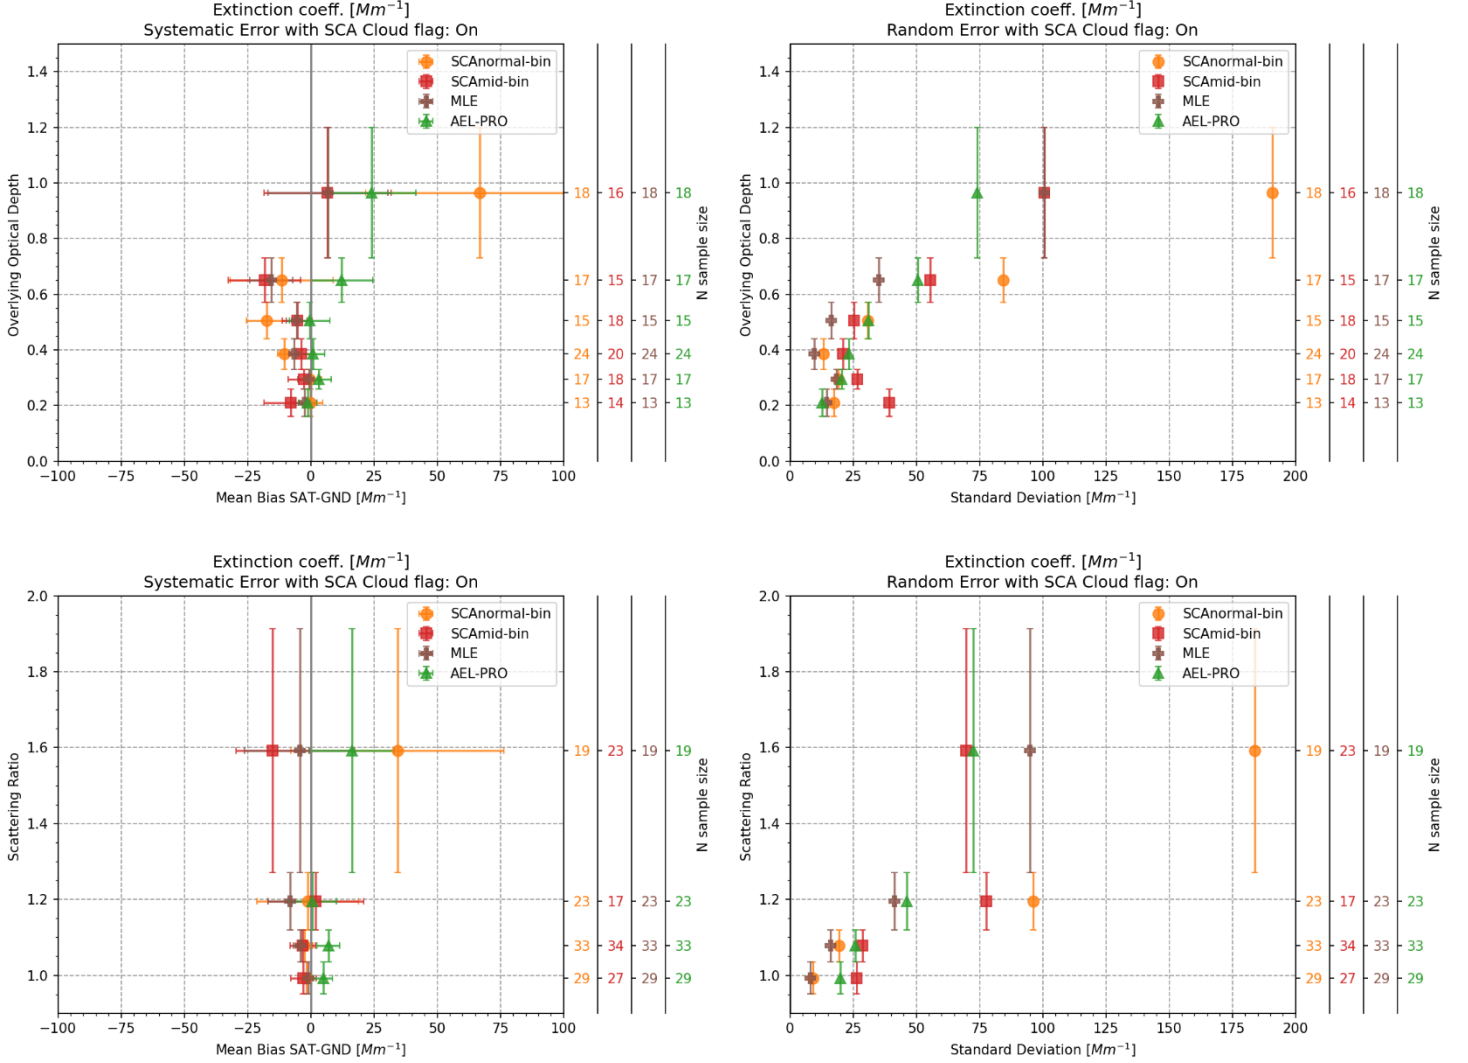 Extinction coeff. [Mm⁻¹]
Systematic Error with SCA Cloud flag: On
SCAnormal-bin
SCAmid-bin
MLE
AEL-PRO
1.4
1.2
1.0
0.8
0.6
0.4
0.2
0.0
Overlying Optical Depth
−100
−75
−50
−25
0
25
50
75
100
Mean Bias SAT-GND [Mm⁻¹]
18 16 18 18
17 15 17 17
15 18 15 15
24 20 24 24
17 18 17 17
13 14 13 13
N sample size
Extinction coeff. [Mm⁻¹]
Random Error with SCA Cloud flag: On
SCAnormal-bin
SCAmid-bin
MLE
AEL-PRO
1.4
1.2
1.0
0.8
0.6
0.4
0.2
0.0
Overlying Optical Depth
0
25
50
75
100
125
150
175
200
Standard Deviation [Mm⁻¹]
18 16 18 18
17 15 17 17
15 18 15 15
24 20 24 24
17 18 17 17
13 14 13 13
N sample size
Extinction coeff. [Mm⁻¹]
Systematic Error with SCA Cloud flag: On
SCAnormal-bin
SCAmid-bin
MLE
AEL-PRO
2.0
1.8
1.6
1.4
1.2
1.0
Scattering Ratio
−100
−75
−50
−25
0
25
50
75
100
Mean Bias SAT-GND [Mm⁻¹]
19 23 19 19
23 17 23 23
33 34 33 33
29 27 29 29
N sample size
Extinction coeff. [Mm⁻¹]
Random Error with SCA Cloud flag: On
SCAnormal-bin
SCAmid-bin
MLE
AEL-PRO
2.0
1.8
1.6
1.4
1.2
1.0
Scattering Ratio
0
25
50
75
100
125
150
175
200
Standard Deviation [Mm⁻¹]
19 23 19 19
23 17 23 23
33 34 33 33
29 27 29 29
N sample size